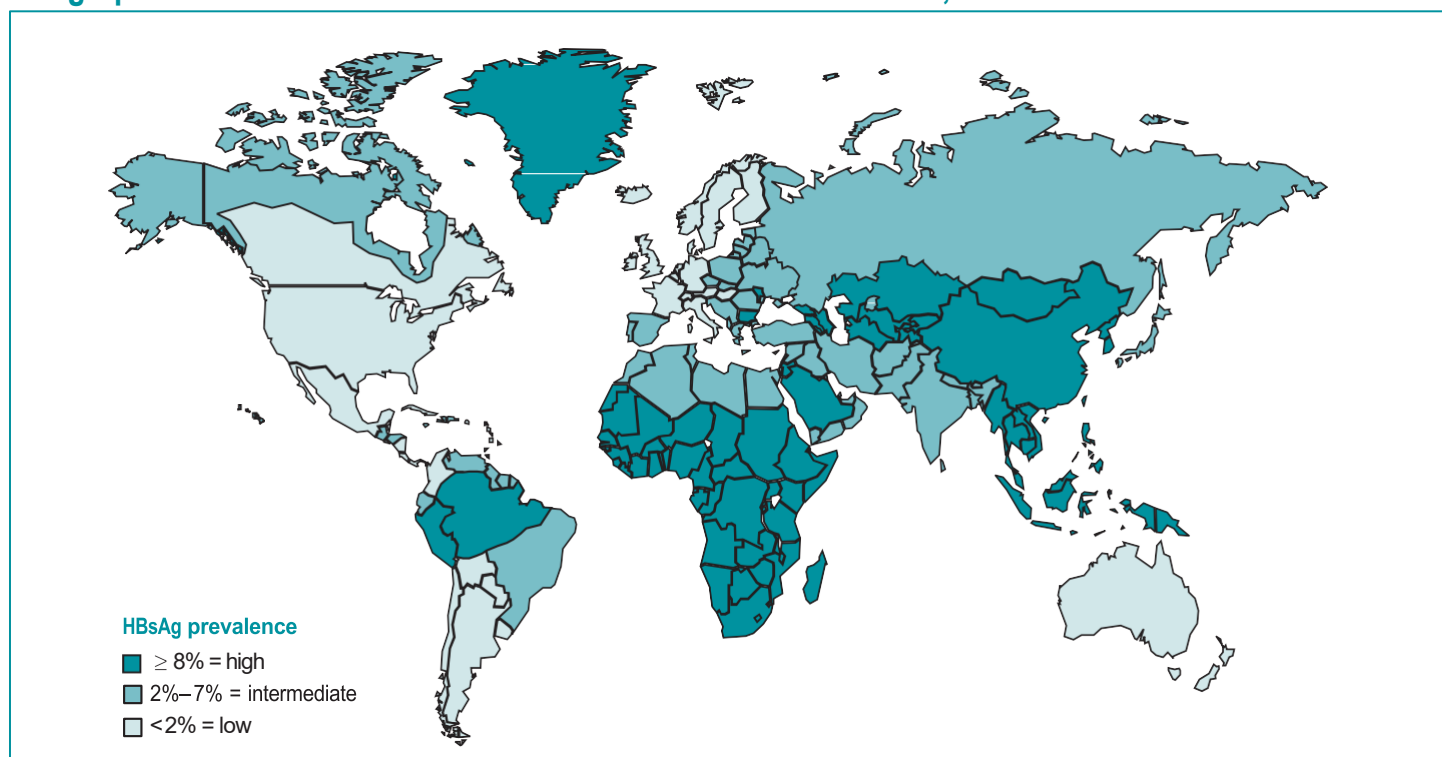 HBsAg prevalence
≥ 8% = high
2%–7% = intermediate
<2% = low